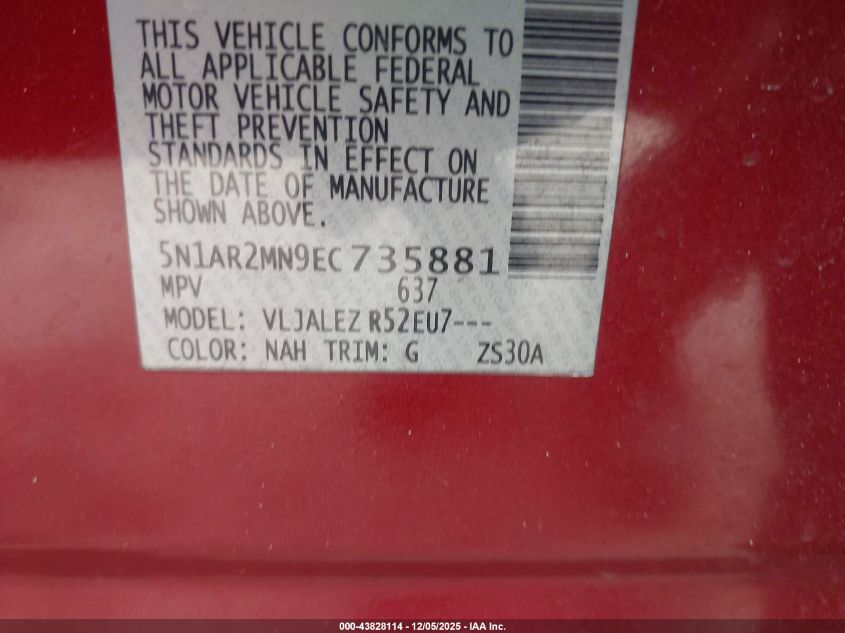 THIS VEHICLE CONFORMS TO
ALL APPLICABLE FEDERAL
MOTOR VEHICLE SAFETY AND
THEFT PREVENTION
STANDARDS IN EFFECT ON
THE DATE OF MANUFACTURE
SHOWN ABOVE.
5N1AR2MN9EC735881
MPV 637
MODEL: VLJALEZ R52EU7---
COLOR: NAH TRIM: G ZS30A
000-43828114 - 12/05/2025 - IAA Inc.